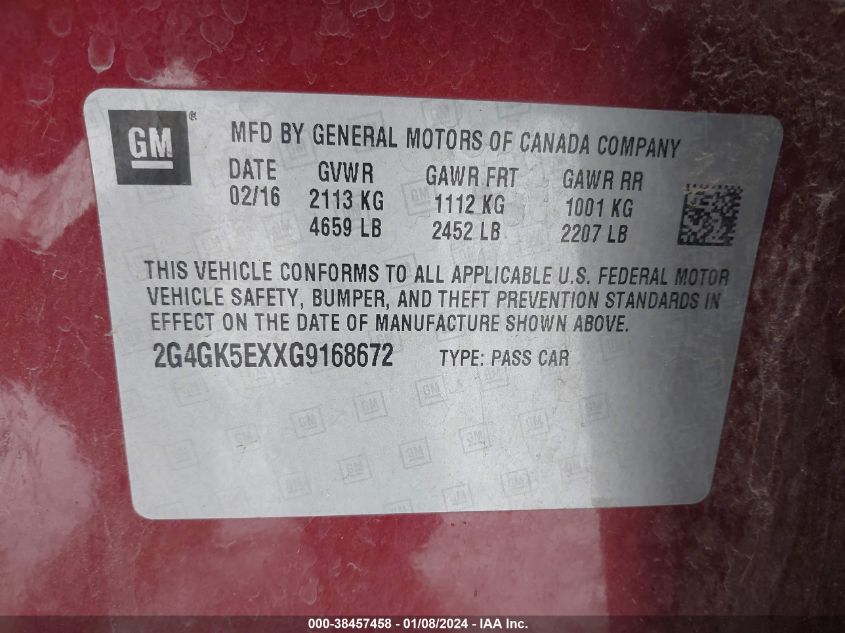 GM®
MFD BY GENERAL MOTORS OF CANADA COMPANY
DATE GVWR GAWR FRT GAWR RR
02/16 2113 KG 1112 KG 1001 KG
4659 LB 2452 LB 2207 LB
THIS VEHICLE CONFORMS TO ALL APPLICABLE U.S. FEDERAL MOTOR
VEHICLE SAFETY, BUMPER, AND THEFT PREVENTION STANDARDS IN
EFFECT ON THE DATE OF MANUFACTURE SHOWN ABOVE.
2G4GK5EXXG9168672 TYPE: PASS CAR
000-38457458 - 01/08/2024 - IAA Inc.